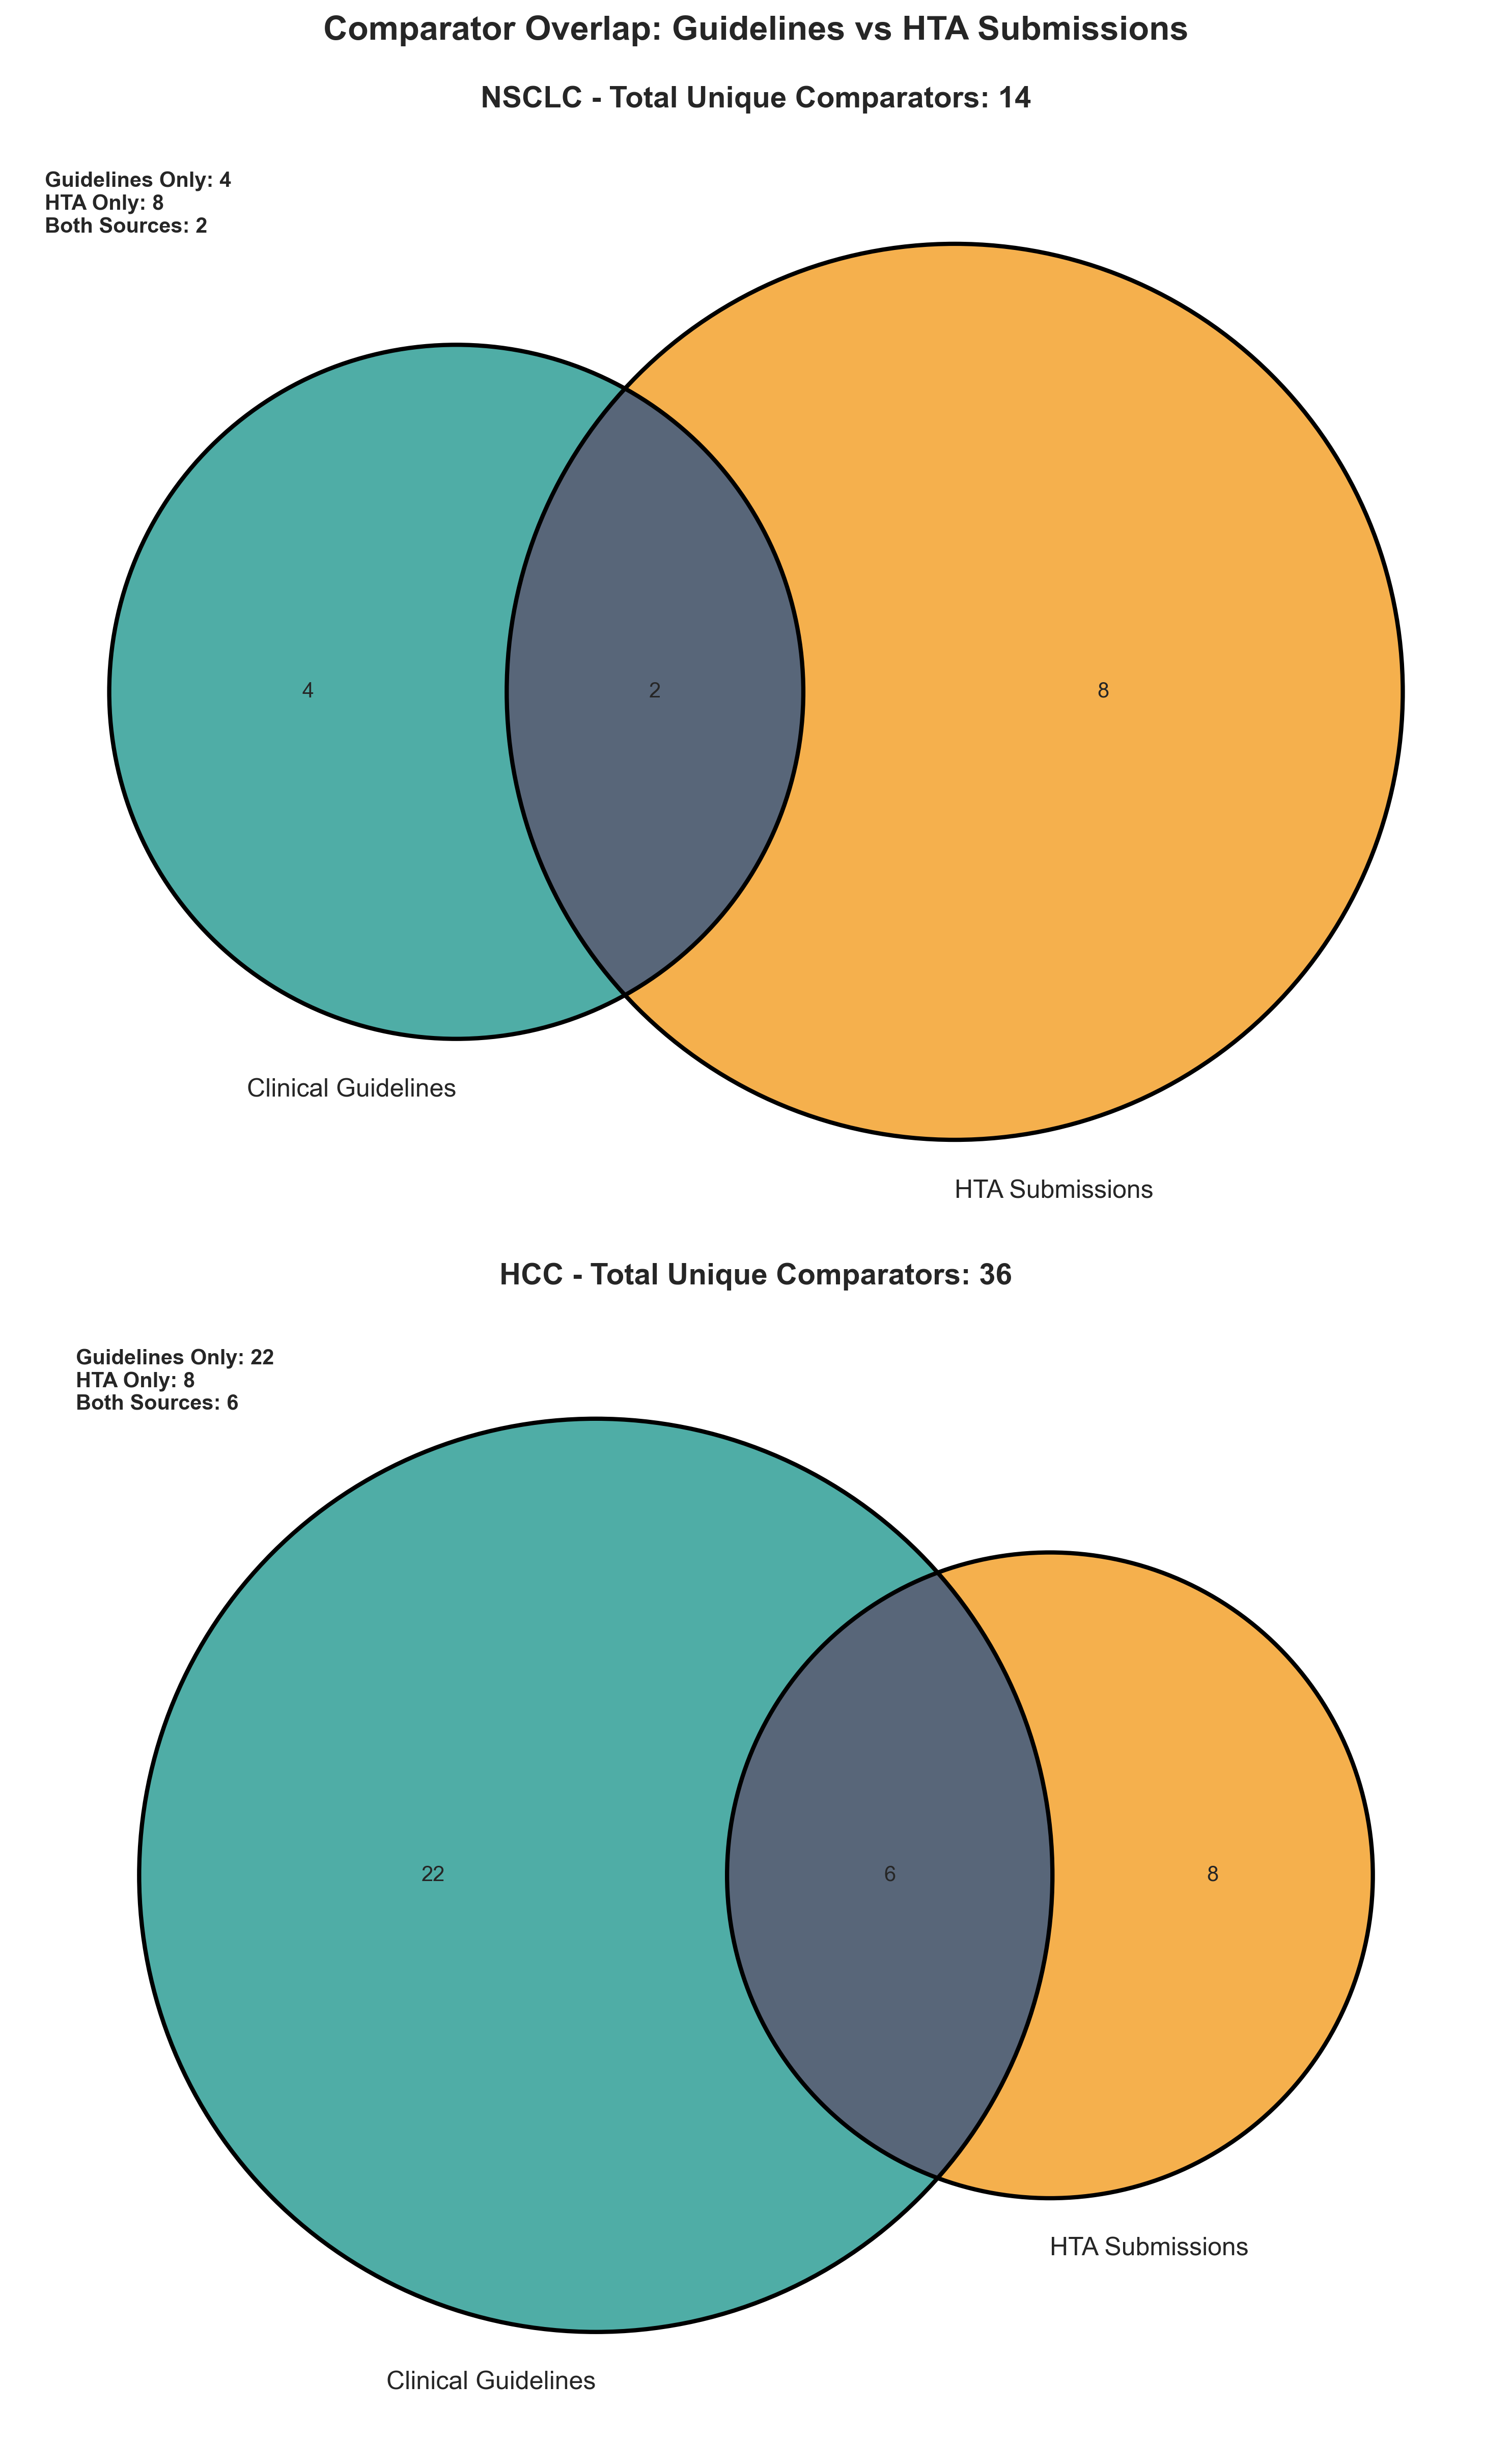 Comparator Overlap: Guidelines vs HTA Submissions
NSCLC - Total Unique Comparators: 14
Guidelines Only: 4
HTA Only: 8
Both Sources: 2
4
2
8
Clinical Guidelines
HTA Submissions
HCC - Total Unique Comparators: 36
Guidelines Only: 22
HTA Only: 8
Both Sources: 6
22
6
8
HTA Submissions
Clinical Guidelines